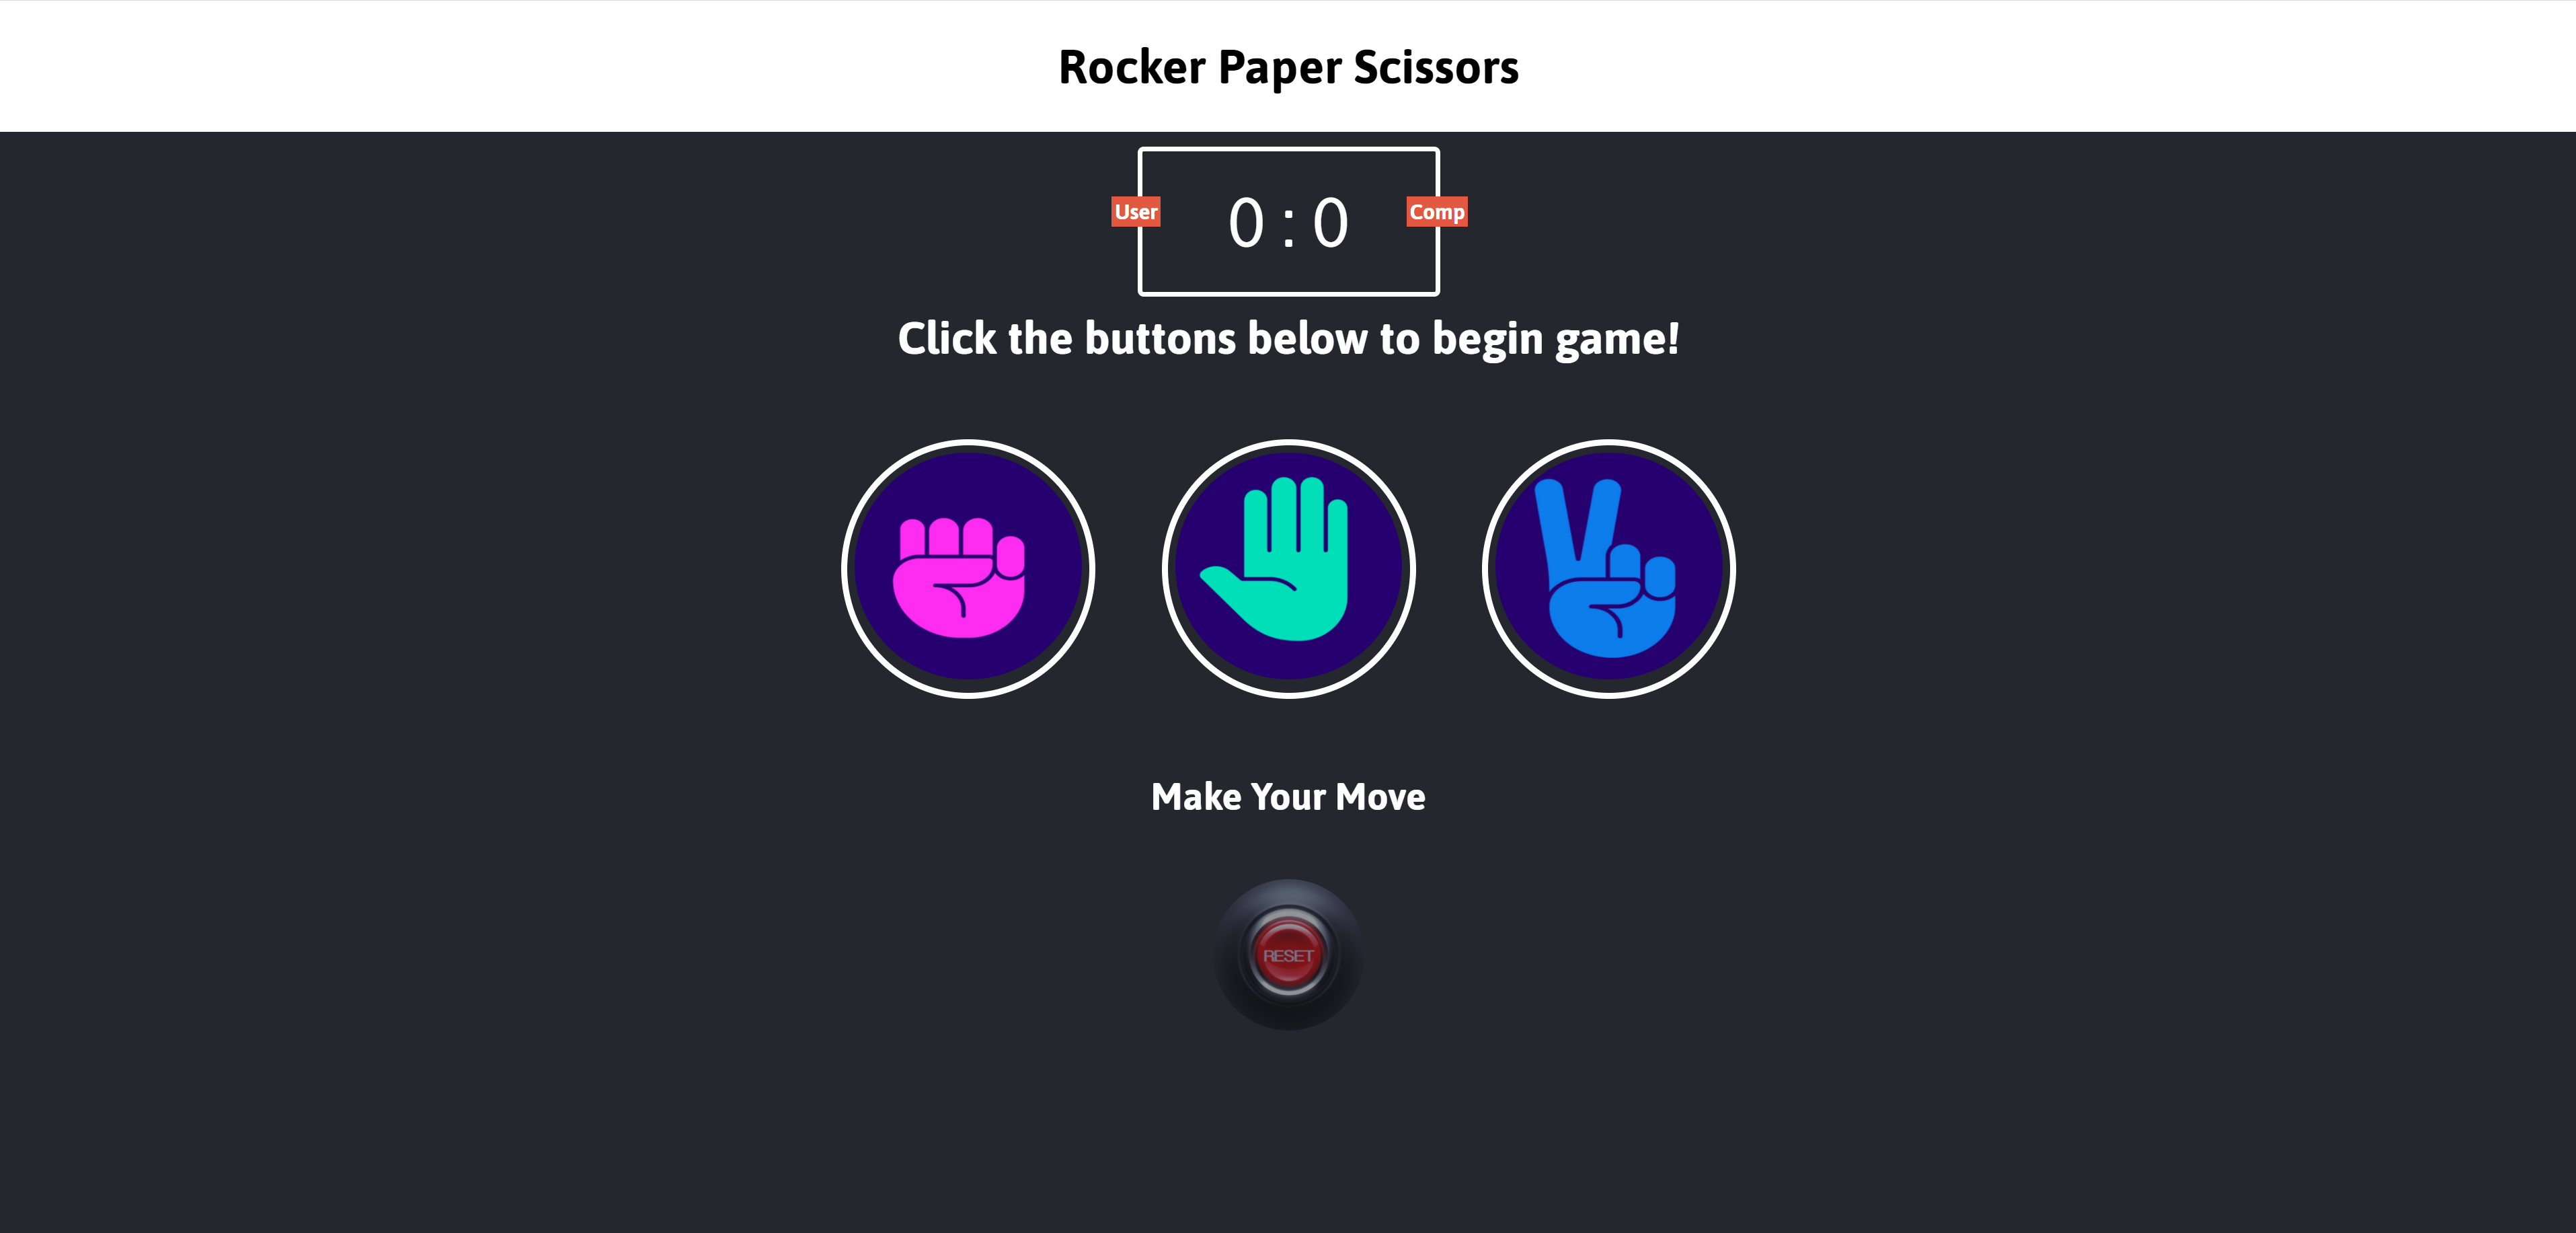 Rocker Paper Scissors
User 0 : 0 Comp
Click the buttons below to begin game!
Make Your Move
RESET